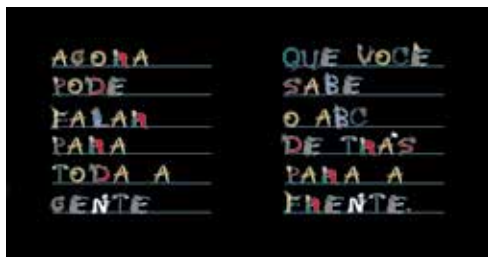 AGORA
PODE
FALAR
PARA
TODA A
GENTE
QUE VOCE
SABE
O ABC
DE TRÁS
PARA A
FRENTE.